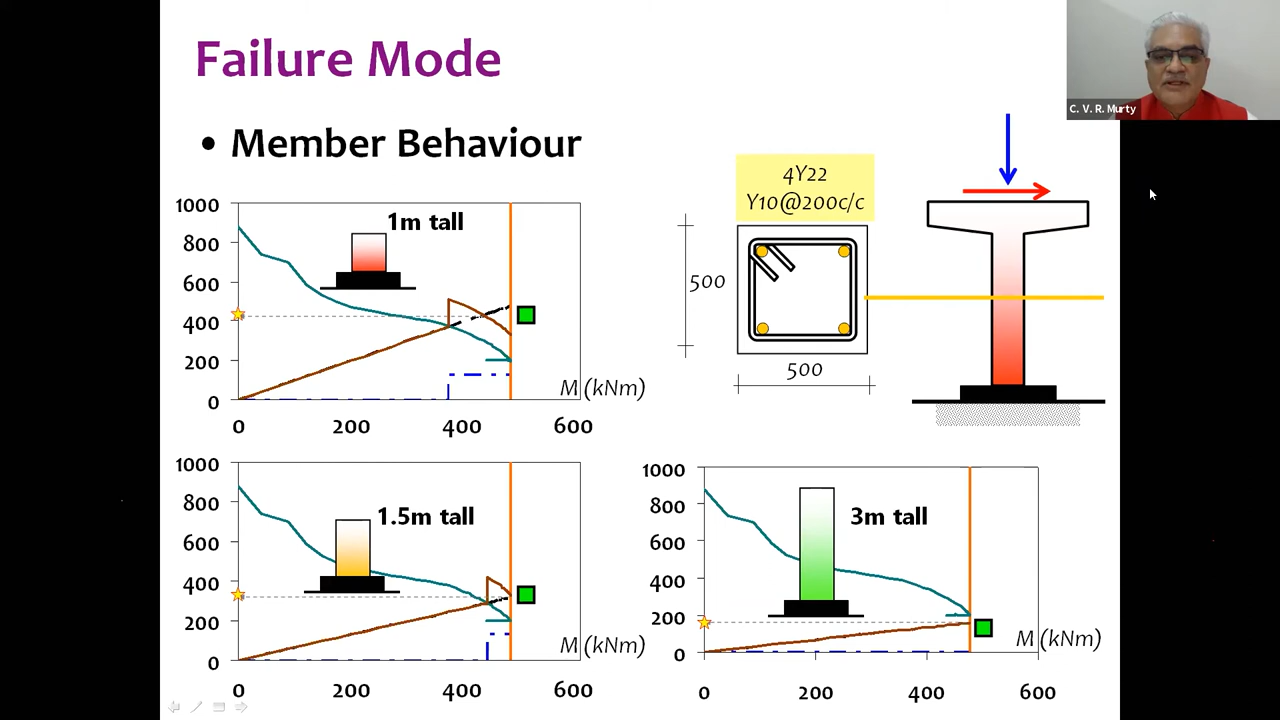 Failure Mode
C. V. R. Murty
• Member Behaviour
4Y22
Y10@200c/c
500
500
1000
800
600
400
200
0
1m tall
M (kNm)
0 200 400 600
1000
800
600
400
200
0
1.5m tall
M (kNm)
0 200 400 600
1000
800
600
400
200
0
3m tall
M (kNm)
0 200 400 600